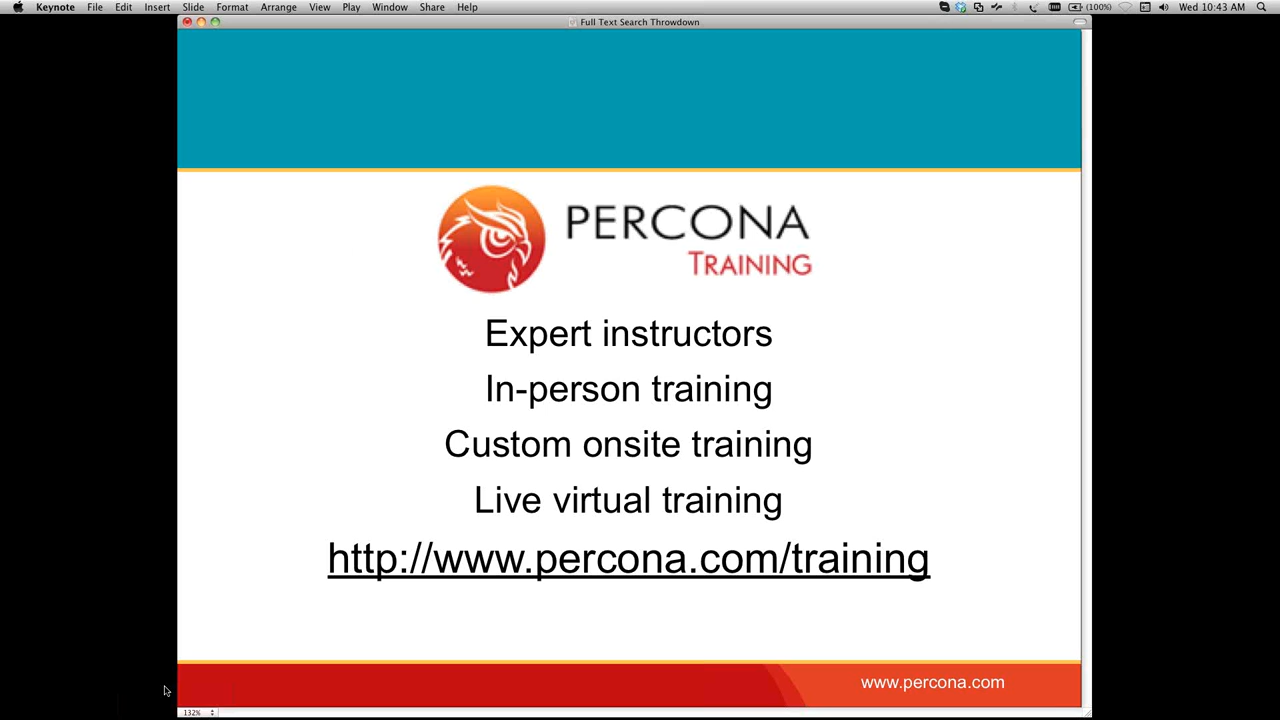 Keynote File Edit Insert Slide Format Arrange View Play Window Share Help (100%) Wed 10:43 AM
Full Text Search Throwdown
PERCONA
TRAINING
Expert instructors
In-person training
Custom onsite training
Live virtual training
http://www.percona.com/training
www.percona.com
132%